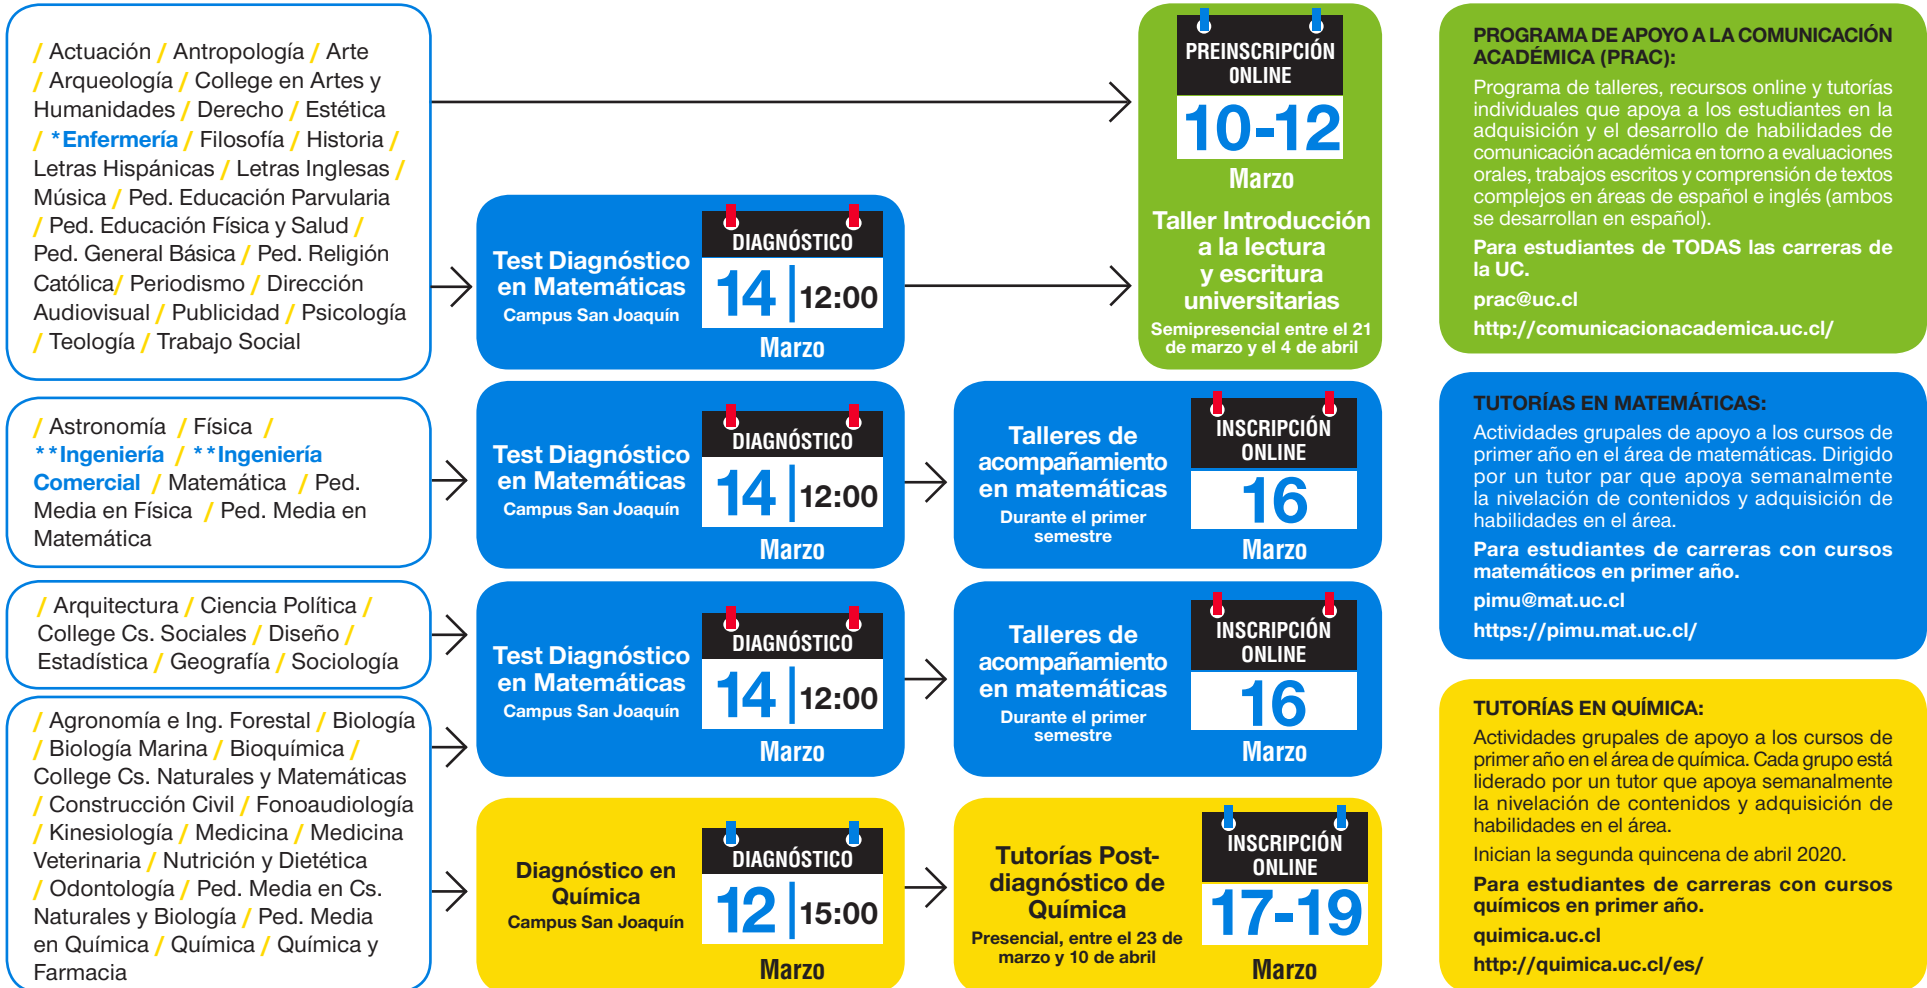 / Actuación / Antropología / Arte
/ Arqueología / College en Artes y
Humanidades / Derecho / Estética
/ *Enfermería / Filosofía / Historia /
Letras Hispánicas / Letras Inglesas /
Música / Ped. Educación Parvularia
/ Ped. Educación Física y Salud /
Ped. General Básica / Ped. Religión
Católica/ Periodismo / Dirección
Audiovisual / Publicidad / Psicología
/ Teología / Trabajo Social
Test Diagnóstico
en Matemáticas
Campus San Joaquín
DIAGNÓSTICO
14 | 12:00
Marzo
PREINSCRIPCIÓN
ONLINE
10-12
Marzo
Taller Introducción
a la lectura
y escritura
universitarias
Semipresencial entre el 21
de marzo y el 4 de abril
/ Astronomía / Física /
**Ingeniería / **Ingeniería
Comercial / Matemática / Ped.
Media en Física / Ped. Media en
Matemática
Test Diagnóstico
en Matemáticas
Campus San Joaquín
DIAGNÓSTICO
14 | 12:00
Marzo
Talleres de
acompañamiento
en matemáticas
Durante el primer
semestre
INSCRIPCIÓN
ONLINE
16
Marzo
/ Arquitectura / Ciencia Política /
College Cs. Sociales / Diseño /
Estadística / Geografía / Sociología
Test Diagnóstico
en Matemáticas
Campus San Joaquín
DIAGNÓSTICO
14 | 12:00
Marzo
Talleres de
acompañamiento
en matemáticas
Durante el primer
semestre
INSCRIPCIÓN
ONLINE
16
Marzo
/ Agronomía e Ing. Forestal / Biología
/ Biología Marina / Bioquímica /
College Cs. Naturales y Matemáticas
/ Construcción Civil / Fonoaudiología
/ Kinesiología / Medicina / Medicina
Veterinaria / Nutrición y Dietética
/ Odontología / Ped. Media en Cs.
Naturales y Biología / Ped. Media
en Química / Química / Química y
Farmacia
Diagnóstico en
Química
Campus San Joaquín
DIAGNÓSTICO
12 | 15:00
Marzo
Tutorías Post-
diagnóstico de
Química
Presencial, entre el 23 de
marzo y 10 de abril
INSCRIPCIÓN
ONLINE
17-19
Marzo
PROGRAMA DE APOYO A LA COMUNICACIÓN
ACADÉMICA (PRAC):
Programa de talleres, recursos online y tutorías
individuales que apoya a los estudiantes en la
adquisición y el desarrollo de habilidades de
comunicación académica en torno a evaluaciones
orales, trabajos escritos y comprensión de textos
complejos en áreas de español e inglés (ambos
se desarrollan en español).
Para estudiantes de TODAS las carreras de
la UC.
prac@uc.cl
http://comunicacionacademica.uc.cl/
TUTORÍAS EN MATEMÁTICAS:
Actividades grupales de apoyo a los cursos de
primer año en el área de matemáticas. Dirigido
por un tutor par que apoya semanalmente
la nivelación de contenidos y adquisición de
habilidades en el área.
Para estudiantes de carreras con cursos
matemáticos en primer año.
pimu@mat.uc.cl
https://pimu.mat.uc.cl/
TUTORÍAS EN QUÍMICA:
Actividades grupales de apoyo a los cursos de
primer año en el área de química. Cada grupo está
liderado por un tutor que apoya semanalmente
la nivelación de contenidos y adquisición de
habilidades en el área.
Inician la segunda quincena de abril 2020.
Para estudiantes de carreras con cursos
químicos en primer año.
quimica.uc.cl
http://quimica.uc.cl/es/